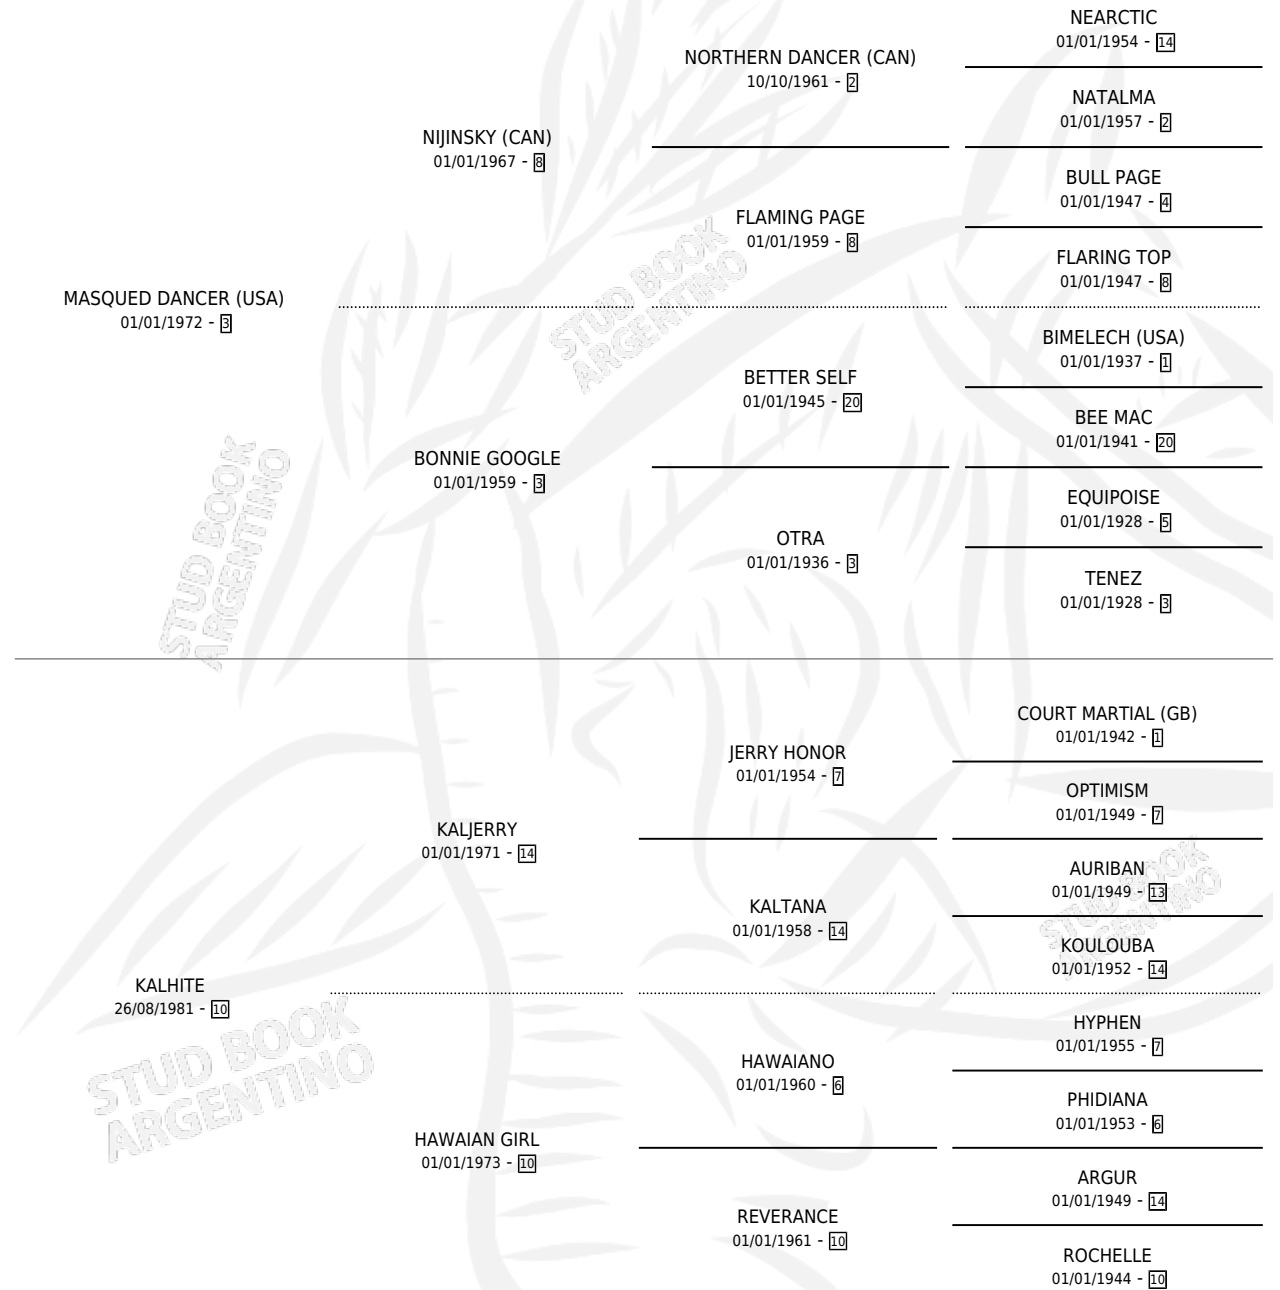 NEARCTIC
01/01/1954 - 14
NORTHERN DANCER (CAN)
10/10/1961 - 2
NATALMA
01/01/1957 - 2
NIJINSKY (CAN)
01/01/1967 - 8
BULL PAGE
01/01/1947 - 4
FLAMING PAGE
01/01/1959 - 8
FLARING TOP
01/01/1947 - 8
MASQUED DANCER (USA)
01/01/1972 - 3
BIMELECH (USA)
01/01/1937 - 1
BETTER SELF
01/01/1945 - 20
BEE MAC
01/01/1941 - 20
BONNIE GOOGLE
01/01/1959 - 3
EQUIPOISE
01/01/1928 - 5
OTRA
01/01/1936 - 3
TENEZ
01/01/1928 - 3
STUD BOOK
ARGENTINO
STUD BOOK
ARGENTINO
COURT MARTIAL (GB)
01/01/1942 - 1
JERRY HONOR
01/01/1954 - 7
OPTIMISM
01/01/1949 - 7
KALJERRY
01/01/1971 - 14
AURIBAN
01/01/1949 - 13
KALTANA
01/01/1958 - 14
KOULOUBA
01/01/1952 - 14
KALHITE
26/08/1981 - 10
HYPHEN
01/01/1955 - 7
HAWAIANO
01/01/1960 - 6
PHIDIANA
01/01/1953 - 6
HAWAIAN GIRL
01/01/1973 - 10
ARGUR
01/01/1949 - 14
REVERANCE
01/01/1961 - 10
ROCHELLE
01/01/1944 - 10
STUD BOOK
ARGENTINO
STUD BOOK
ARGENTINO